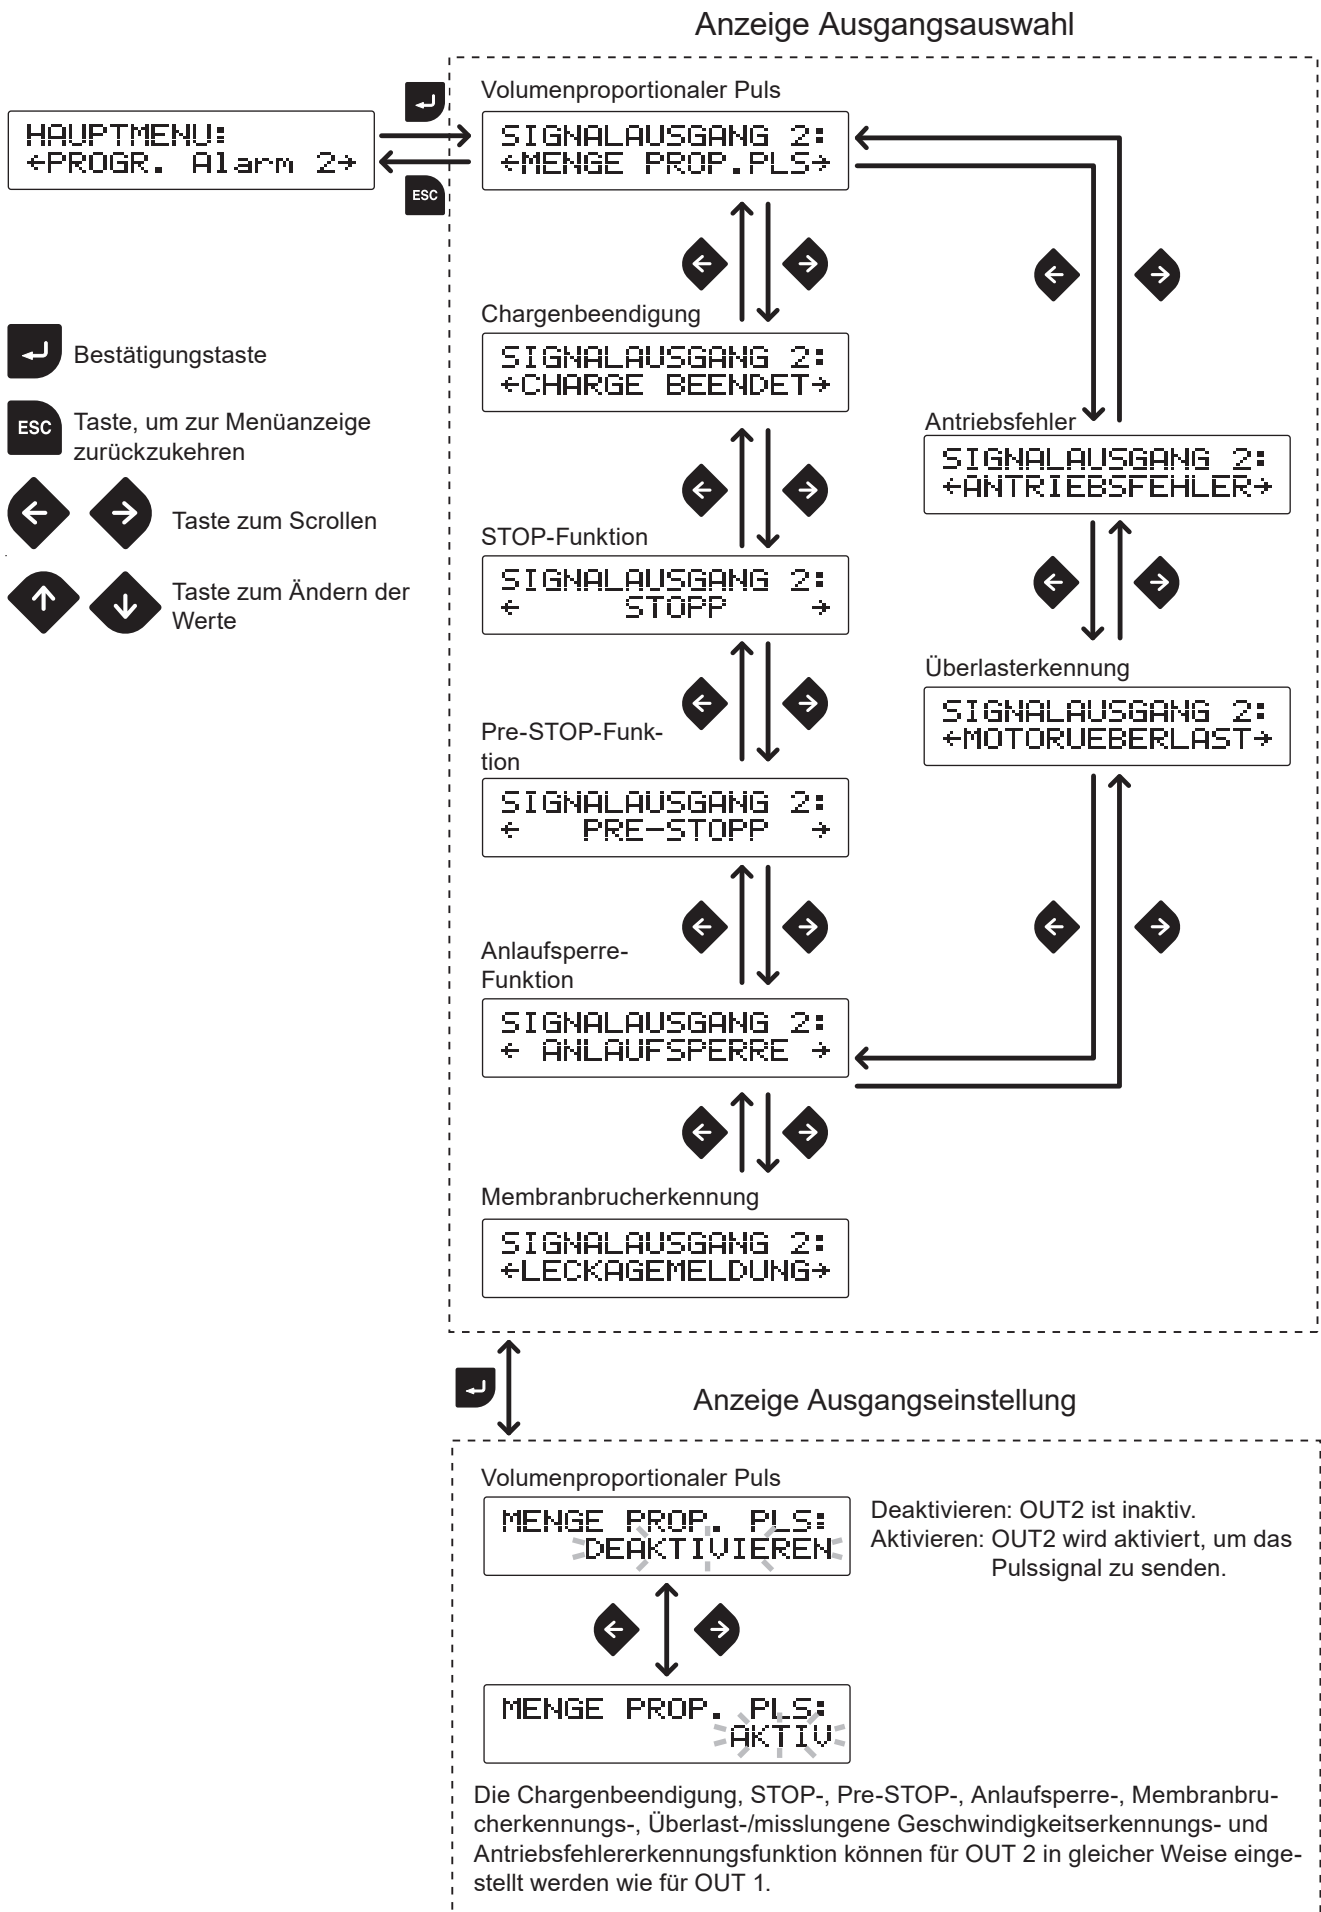 Anzeige Ausgangsauswahl
HAUPTMENU:
←PROGR. Alarm 2→
ESC
Bestätigungstaste
ESC
Taste, um zur Menüanzeige
zurückzukehren
Taste zum Scrollen
Taste zum Ändern der
Werte
Volumenproportionaler Puls
SIGNALAUSGANG 2:
←MENGE PROP.PLS→
Chargenbeendigung
SIGNALAUSGANG 2:
←CHARGE BEENDET→
STOP-Funktion
SIGNALAUSGANG 2:
← STOPP →
Pre-STOP-Funk-
tion
SIGNALAUSGANG 2:
← PRE-STOPP →
Anlaufsperre-
Funktion
SIGNALAUSGANG 2:
← ANLAUFSPERRE →
Membranbrucherkennung
SIGNALAUSGANG 2:
←LECKAGEMELDUNG→
Antriebsfehler
SIGNALAUSGANG 2:
←ANTRIEBSFEHLER→
Überlasterkennung
SIGNALAUSGANG 2:
←MOTORUEBERLAST→
Anzeige Ausgangseinstellung
Volumenproportionaler Puls
MENGE PROP. PLS:
DEAKTIVIEREN
Deaktivieren: OUT2 ist inaktiv.
Aktivieren: OUT2 wird aktiviert, um das
Pulssignal zu senden.
MENGE PROP. PLS:
AKTIV
Die Chargenbeendigung, STOP-, Pre-STOP-, Anlaufsperre-, Membranbru-
cherkennungs-, Überlast-/misslungene Geschwindigkeitserkennungs- und
Antriebsfehlererkennungsfunktion können für OUT 2 in gleicher Weise einge-
stellt werden wie für OUT 1.